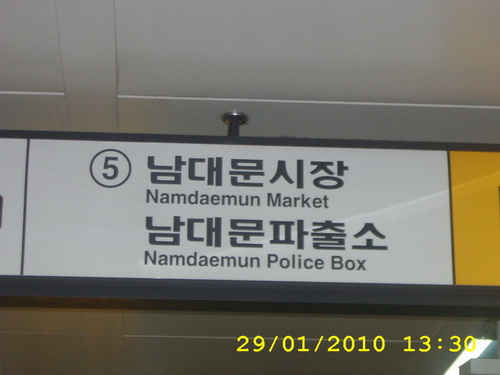 ⑤ 남대문시장
Namdaemun Market
남대문파출소
Namdaemun Police Box
29/01/2010 13:30